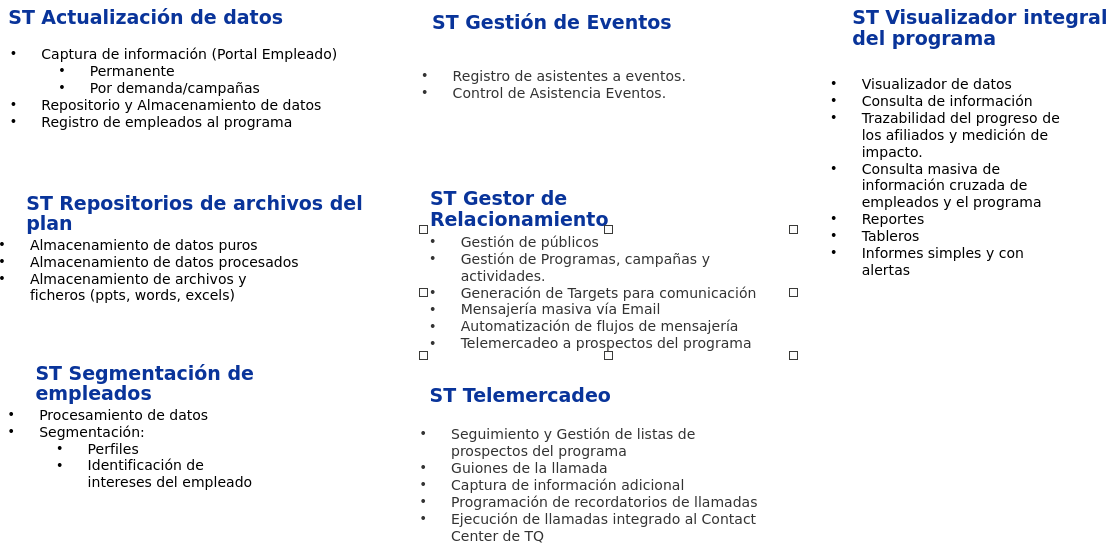 ST Actualización de datos
• Captura de información (Portal Empleado)
• Permanente
• Por demanda/campañas
• Repositorio y Almacenamiento de datos
• Registro de empleados al programa
ST Repositorios de archivos del
plan
• Almacenamiento de datos puros
• Almacenamiento de datos procesados
• Almacenamiento de archivos y
ficheros (ppts, words, excels)
ST Segmentación de
empleados
• Procesamiento de datos
• Segmentación:
• Perfiles
• Identificación de
intereses del empleado
ST Gestión de Eventos
• Registro de asistentes a eventos.
• Control de Asistencia Eventos.
ST Gestor de
Relacionamiento
• Gestión de públicos
• Gestión de Programas, campañas y
actividades.
• Generación de Targets para comunicación
• Mensajería masiva vía Email
• Automatización de flujos de mensajería
• Telemercadeo a prospectos del programa
ST Telemercadeo
• Seguimiento y Gestión de listas de
prospectos del programa
• Guiones de la llamada
• Captura de información adicional
• Programación de recordatorios de llamadas
• Ejecución de llamadas integrado al Contact
Center de TQ
ST Visualizador integral
del programa
• Visualizador de datos
• Consulta de información
• Trazabilidad del progreso de
los afiliados y medición de
impacto.
• Consulta masiva de
información cruzada de
empleados y el programa
• Reportes
• Tableros
• Informes simples y con
alertas